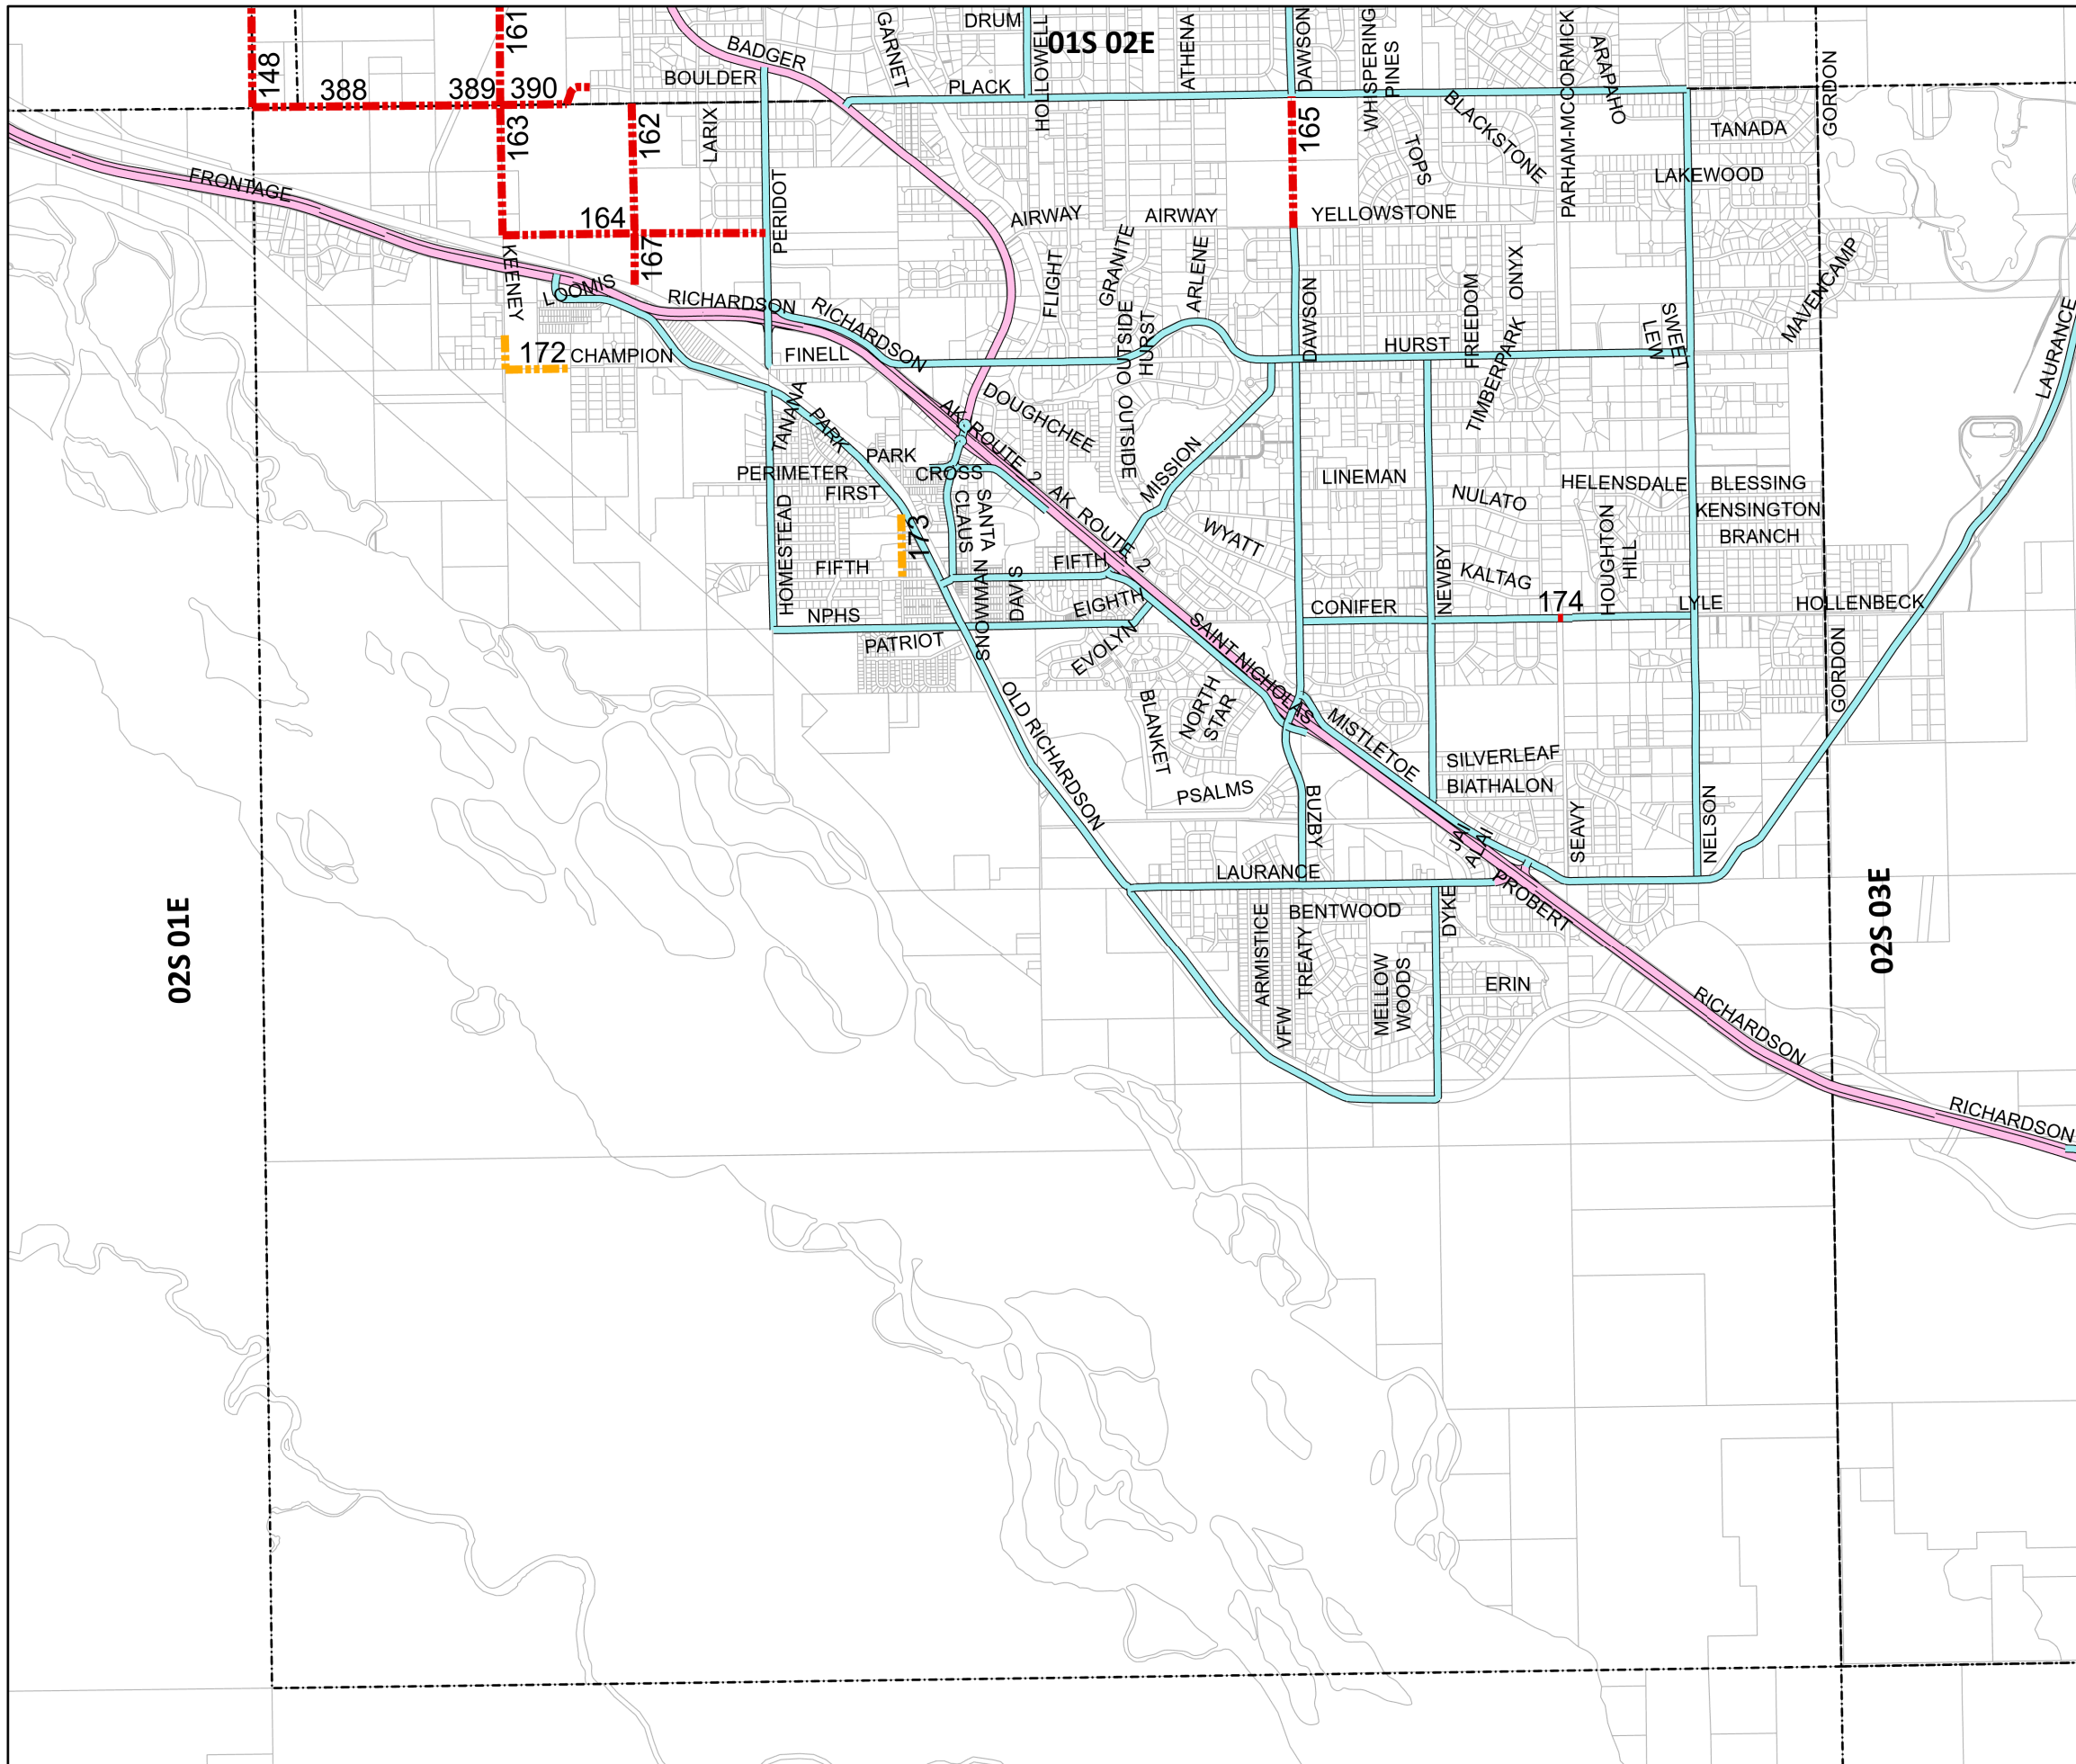 DRUM
01S 02E
161
GARNET
HOLLOWELL
ATHENA
DAWSON
WHISPERING
PINES
PARHAM-MCCORMICK
ARAPAHO
GORDON
148
BADGER
BOULDER
388
389
390
PLACK
BLACKSTONE
TANADA
163
162
LARIX
165
TOPS
LAKEWOOD
FRONTAGE
PERIDOT
164
AIRWAY
AIRWAY
YELLOWSTONE
167
KEENEY
LOOMIS
RICHARDSON
RICHARDSON
FLIGHT
GRANITE
ARLENE
DAWSON
FREEDOM
ONYX
MAVENCAMP
LAURANCE
172
CHAMPION
FINELL
OUTSIDE
HURST
HURST
TIMBERPARK
SWEET
LEW
TANANA
PARK
AK ROUTE 2
DOUGHCHEE
OUTSIDE
MISSION
PARK
PERIMETER
CROSS
FIRST
LINEMAN
HELENSDALE
BLESSING
NULATO
KENSINGTON
BRANCH
HOMESTEAD
173
SANTA
CLAUS
AK ROUTE 2
WYATT
HOUGHTON
HILL
FIFTH
FIFTH
NEWBY
KALTAG
SNOWMAN
DAVIS
EIGHTH
CONIFER
174
LYLE
HOLLENBECK
NPHS
PATRIOT
EVOLYN
SAINT NICHOLAS
GORDON
OLD RICHARDSON
BLANKET
NORTH
STAR
MISTLETOE
SILVERLEAF
BIATHALON
PSALMS
BUZBY
JAI
ALAI
SEAVY
NELSON
LAURANCE
PROBERT
02S 01E
02S 03E
ARMISTICE
BENTWOOD
DYKE
TREATY
VFW
MELLOW
WOODS
ERIN
RICHARDSON
RICHARDSON